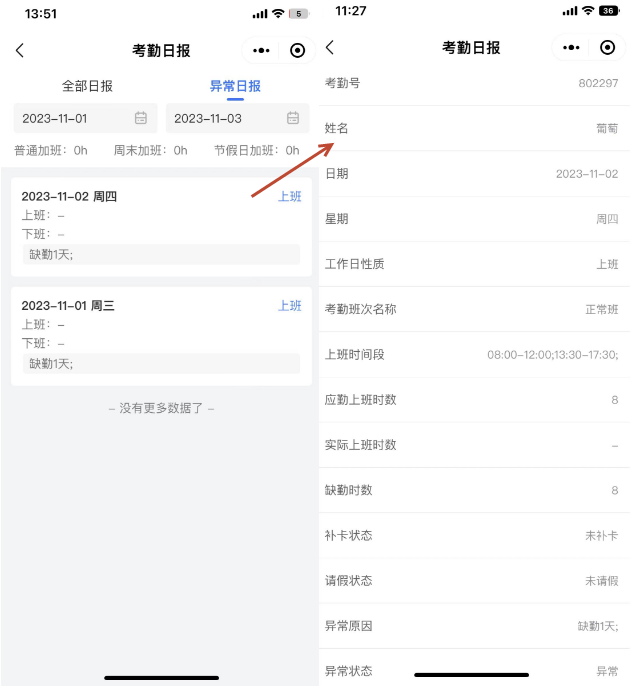 13:51
5
考勤日报
全部日报
异常日报
2023-11-01
2023-11-03
普通加班：0h
周末加班：0h
节假日加班：0h
2023-11-02 周四
上班
上班：-
下班：-
缺勤1天;
2023-11-01 周三
上班
上班：-
下班：-
缺勤1天;
- 没有更多数据了 -
11:27
36
考勤日报
考勤号
802297
姓名
葡萄
日期
2023-11-02
星期
周四
工作日性质
上班
考勤班次名称
正常班
上班时间段
08:00-12:00;13:30-17:30;
应勤上班时数
8
实际上班时数
-
缺勤时数
8
补卡状态
未补卡
请假状态
未请假
异常原因
缺勤1天;
异常状态
异常